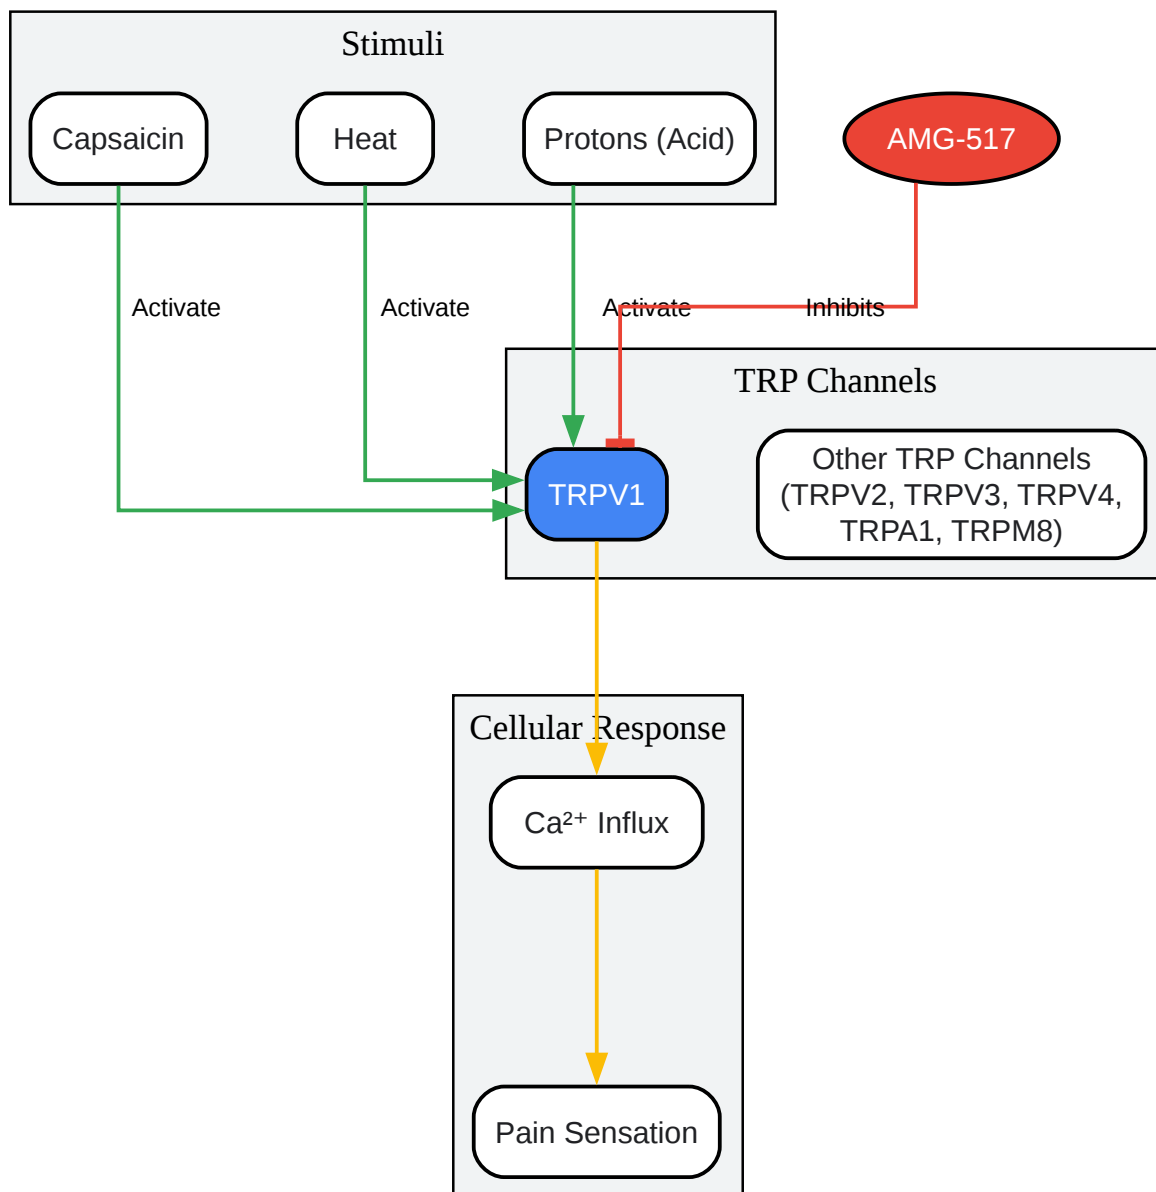 Stimuli
Capsaicin
Heat
Protons (Acid)
AMG-517
Activate
Activate
Activate
Inhibits
TRP Channels
TRPV1
Other TRP Channels
(TRPV2, TRPV3, TRPV4,
TRPA1, TRPM8)
Cellular Response
Ca²⁺ Influx
Pain Sensation